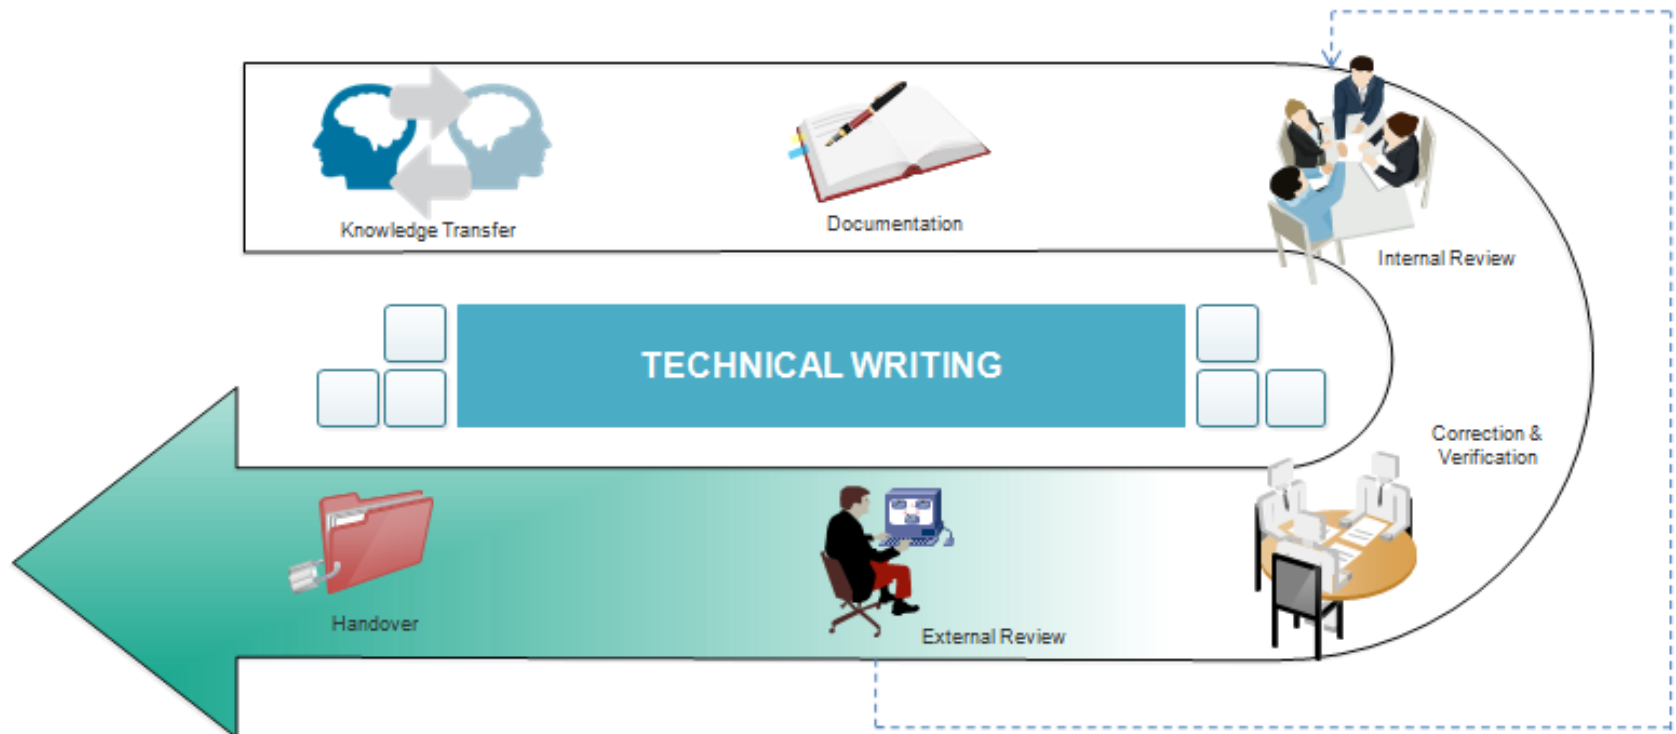 Knowledge Transfer
Documentation
Internal Review
TECHNICAL WRITING
Correction &
Verification
External Review
Handover